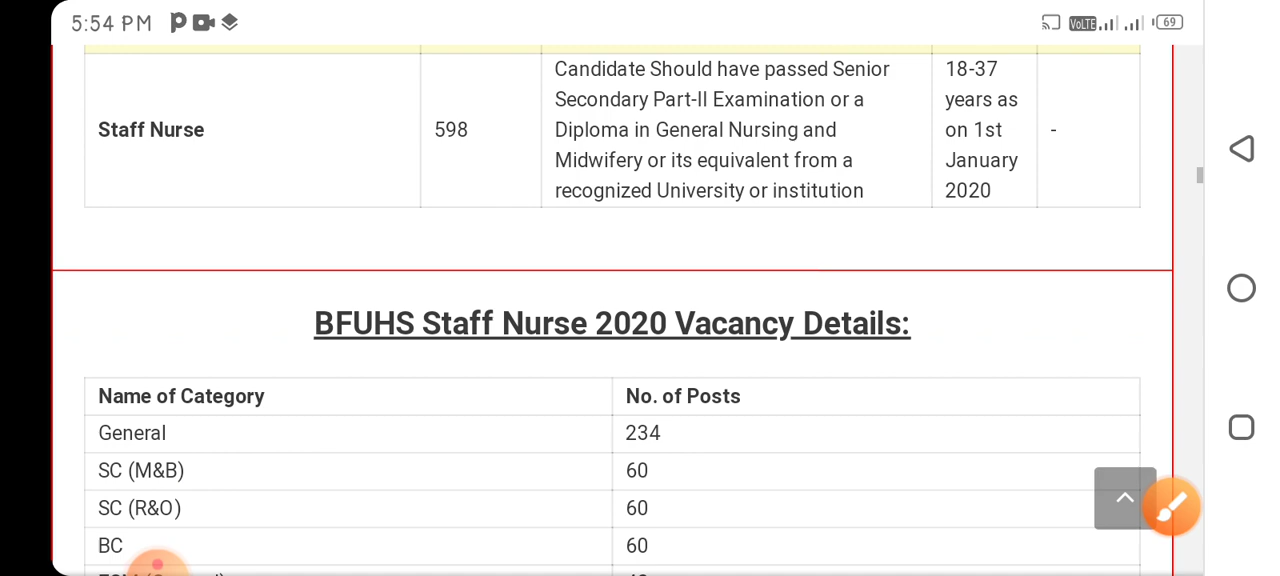 5:54 PM
VoLTE
69
Candidate Should have passed Senior
Secondary Part-II Examination or a
Diploma in General Nursing and
Midwifery or its equivalent from a
recognized University or institution
18-37
years as
on 1st
January
2020
Staff Nurse
598
-
BFUHS Staff Nurse 2020 Vacancy Details:
Name of Category No. of Posts
General 234
SC (M&B) 60
SC (R&O) 60
BC 60